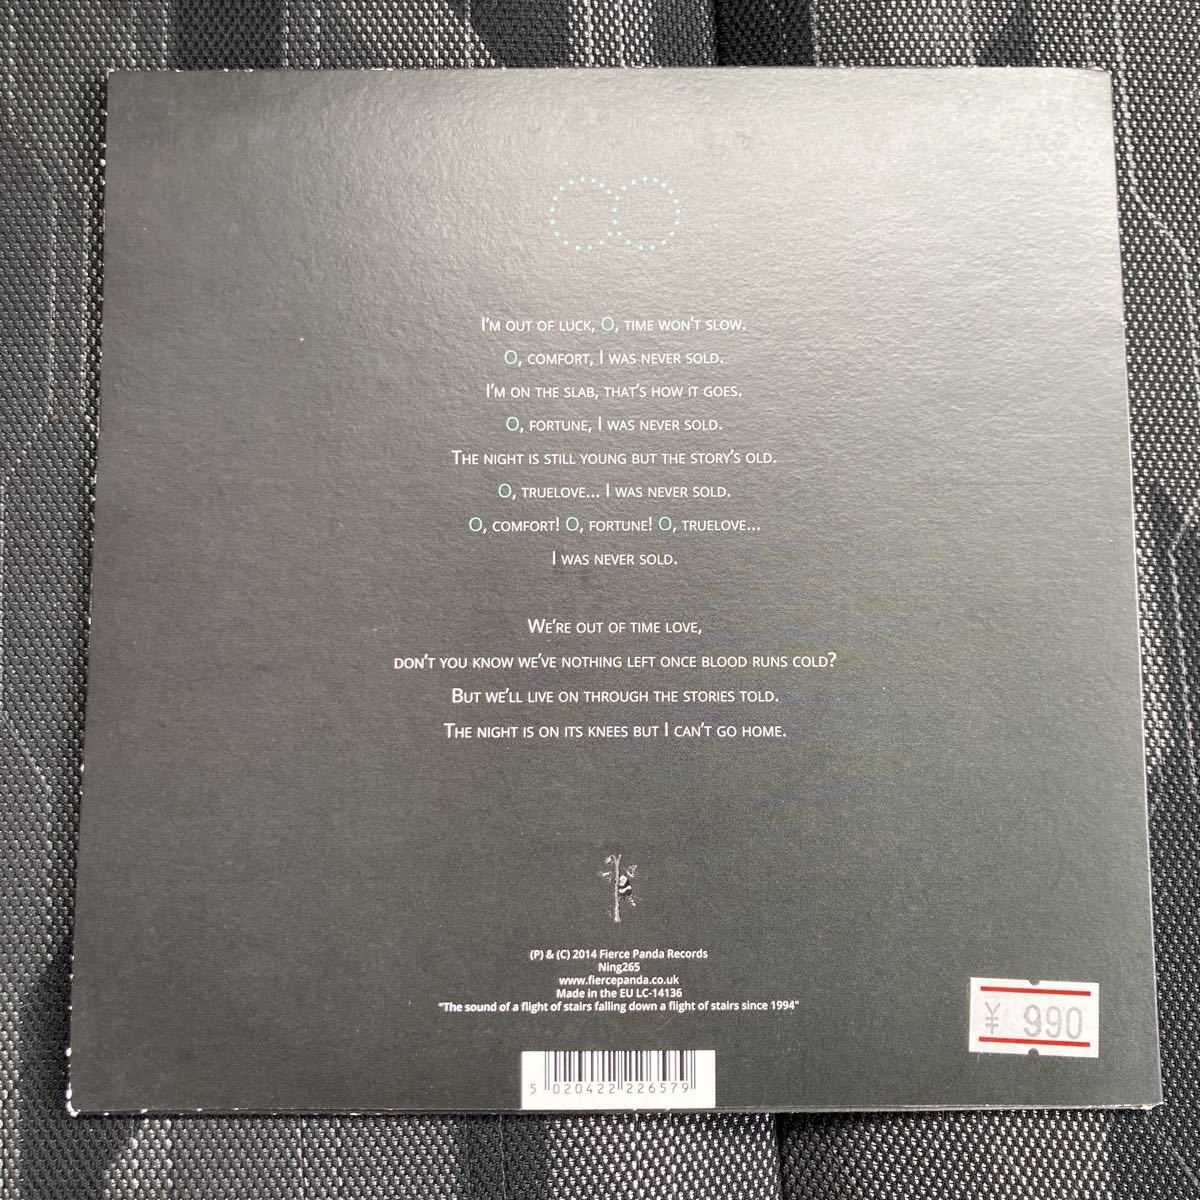 I'm out of luck, O, time won't slow.
O, comfort, I was never sold.
I'm on the slab, that's how it goes.
O, fortune, I was never sold.
The night is still young but the story's old.
O, truelove... I was never sold.
O, comfort! O, fortune! O, truelove...
I was never sold.
We're out of time love,
don't you know we've nothing left once blood runs cold?
But we'll live on through the stories told.
The night is on its knees but I can't go home.
(P) & (C) 2014 Fierce Panda Records
Ning265
www.fiercepanda.co.uk
Made in the EU LC-14136
"The sound of a flight of stairs falling down a flight of stairs since 1994"
¥ 990
5 020422 226579